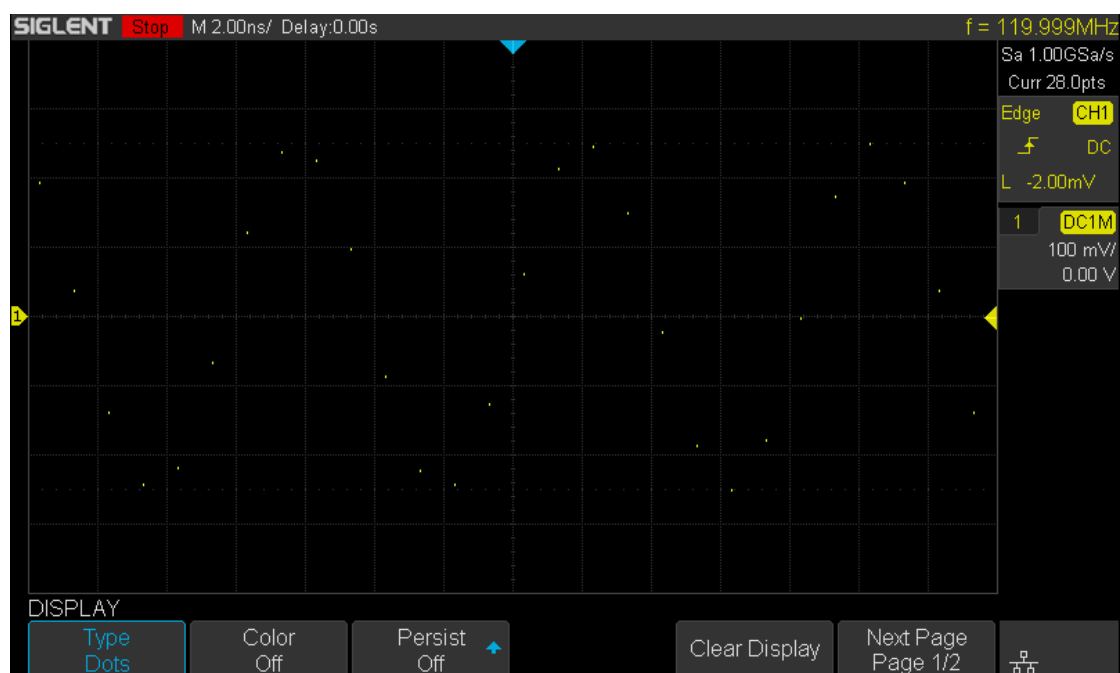 SIGLENT Stop M 2.00ns/ Delay:0.00s f = 119.999MHz
Sa 1.00GSa/s
Curr 28.0pts
Edge CH1
DC
L -2.00mV
1 DC1M
100 mV/
0.00 V
1
DISPLAY
Type
Dots
Color
Off
Persist
Off
Clear Display
Next Page
Page 1/2